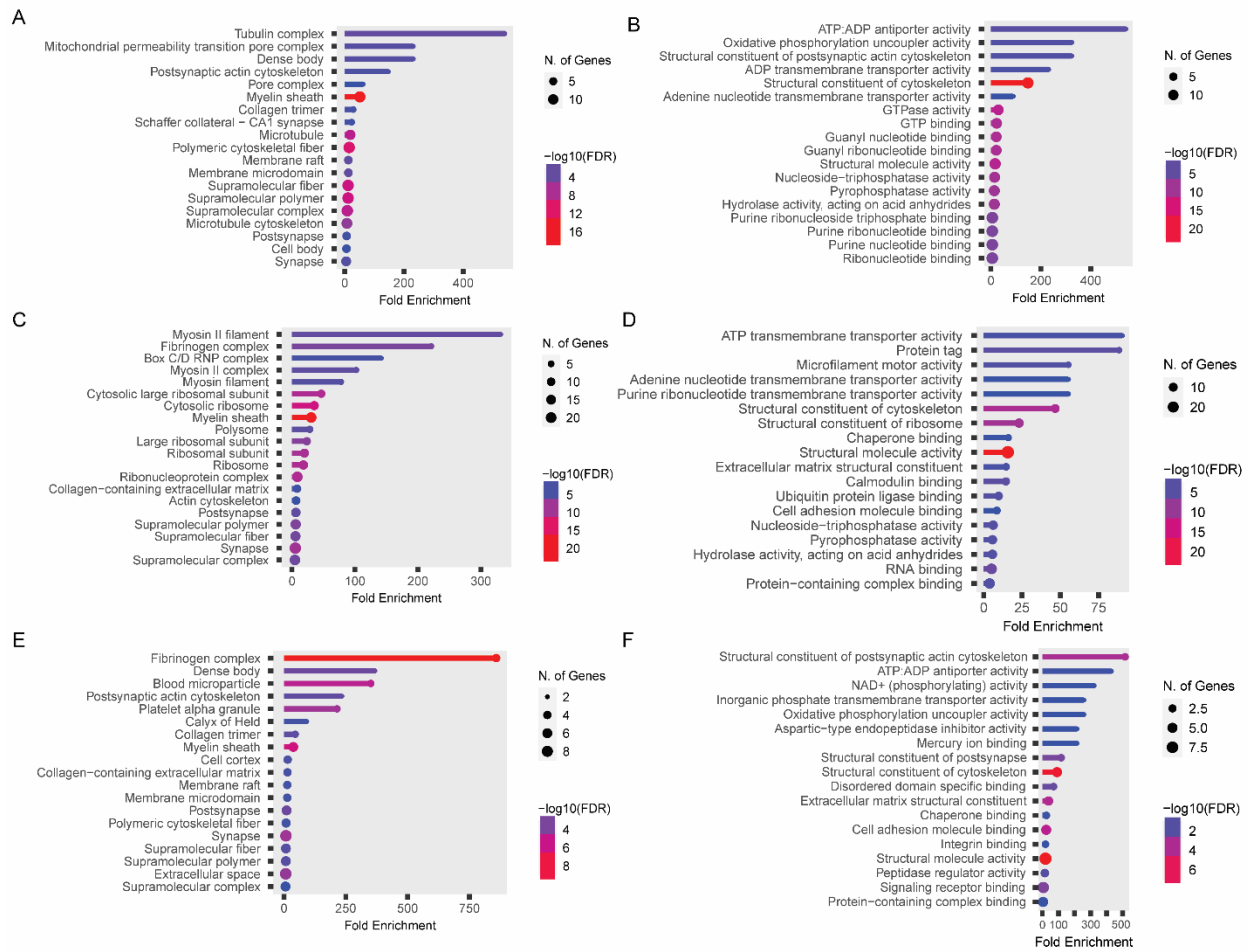 A
Tubulin complex
Mitochondrial permeability transition pore complex
Dense body
Postsynaptic actin cytoskeleton
Pore complex
Myelin sheath
Collagen trimer
Schaffer collateral − CA1 synapse
Microtubule
Polymeric cytoskeletal fiber
Membrane raft
Membrane microdomain
Supramolecular fiber
Supramolecular polymer
Supramolecular complex
Microtubule cytoskeleton
Postsynapse
Cell body
Synapse
0 200 400
Fold Enrichment
N. of Genes
5
10
−log10(FDR)
4
8
12
16
B
ATP:ADP antiporter activity
Oxidative phosphorylation uncoupler activity
Structural constituent of postsynaptic actin cytoskeleton
ADP transmembrane transporter activity
Structural constituent of cytoskeleton
Adenine nucleotide transmembrane transporter activity
GTPase activity
GTP binding
Guanyl nucleotide binding
Guanyl ribonucleotide binding
Structural molecule activity
Nucleoside−triphosphatase activity
Pyrophosphatase activity
Hydrolase activity, acting on acid anhydrides
Purine ribonucleoside triphosphate binding
Purine ribonucleotide binding
Purine nucleotide binding
Ribonucleotide binding
0 200 400
Fold Enrichment
N. of Genes
5
10
−log10(FDR)
5
10
15
20
C
Myosin II filament
Fibrinogen complex
Box C/D RNP complex
Myosin II complex
Myosin filament
Cytosolic large ribosomal subunit
Cytosolic ribosome
Myelin sheath
Polysome
Large ribosomal subunit
Ribosomal subunit
Ribosome
Ribonucleoprotein complex
Collagen−containing extracellular matrix
Actin cytoskeleton
Postsynapse
Supramolecular polymer
Supramolecular fiber
Synapse
Supramolecular complex
0 100 200 300
Fold Enrichment
N. of Genes
5
10
15
20
−log10(FDR)
5
10
15
20
D
ATP transmembrane transporter activity
Protein tag
Microfilament motor activity
Adenine nucleotide transmembrane transporter activity
Purine ribonucleotide transmembrane transporter activity
Structural constituent of cytoskeleton
Structural constituent of ribosome
Chaperone binding
Structural molecule activity
Extracellular matrix structural constituent
Calmodulin binding
Ubiquitin protein ligase binding
Cell adhesion molecule binding
Nucleoside−triphosphatase activity
Pyrophosphatase activity
Hydrolase activity, acting on acid anhydrides
RNA binding
Protein−containing complex binding
0 25 50 75
Fold Enrichment
N. of Genes
10
20
−log10(FDR)
5
10
15
20
E
Fibrinogen complex
Dense body
Blood microparticle
Postsynaptic actin cytoskeleton
Platelet alpha granule
Calyx of Held
Collagen trimer
Myelin sheath
Cell cortex
Collagen−containing extracellular matrix
Membrane raft
Membrane microdomain
Postsynapse
Polymeric cytoskeletal fiber
Synapse
Supramolecular fiber
Supramolecular polymer
Extracellular space
Supramolecular complex
0 250 500 750
Fold Enrichment
N. of Genes
2
4
6
8
−log10(FDR)
4
6
8
F
Structural constituent of postsynaptic actin cytoskeleton
ATP:ADP antiporter activity
NAD+ (phosphorylating) activity
Inorganic phosphate transmembrane transporter activity
Oxidative phosphorylation uncoupler activity
Aspartic−type endopeptidase inhibitor activity
Mercury ion binding
Structural constituent of postsynapse
Structural constituent of cytoskeleton
Disordered domain specific binding
Extracellular matrix structural constituent
Chaperone binding
Cell adhesion molecule binding
Integrin binding
Structural molecule activity
Peptidase regulator activity
Signaling receptor binding
Protein−containing complex binding
0 100 300 500
Fold Enrichment
N. of Genes
2.5
5.0
7.5
−log10(FDR)
2
4
6